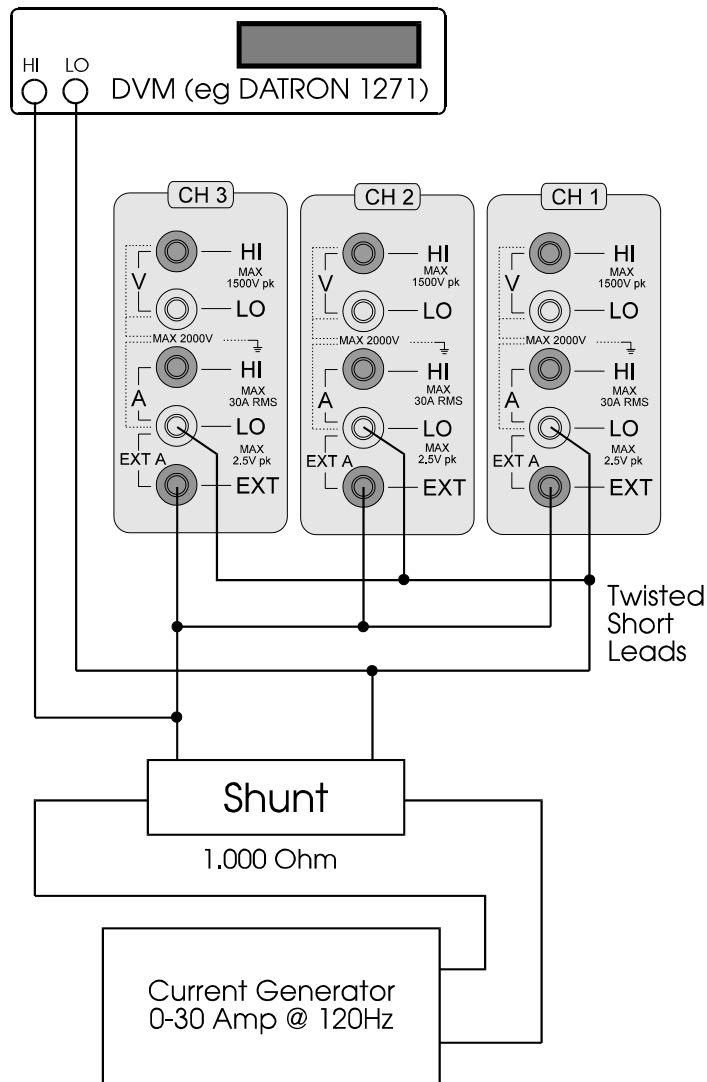 HI LO
DVM (eg DATRON 1271)
CH 3
HI
MAX
1500V pk
V
LO
MAX 2000V
HI
MAX
30A RMS
A
LO
MAX
2.5V pk
EXT A
EXT
CH 2
HI
MAX
1500V pk
V
LO
MAX 2000V
HI
MAX
30A RMS
A
LO
MAX
2.5V pk
EXT A
EXT
CH 1
HI
MAX
1500V pk
V
LO
MAX 2000V
HI
MAX
30A RMS
A
LO
MAX
2.5V pk
EXT A
EXT
Twisted
Short
Leads
Shunt
1.000 Ohm
Current Generator
0-30 Amp @ 120Hz